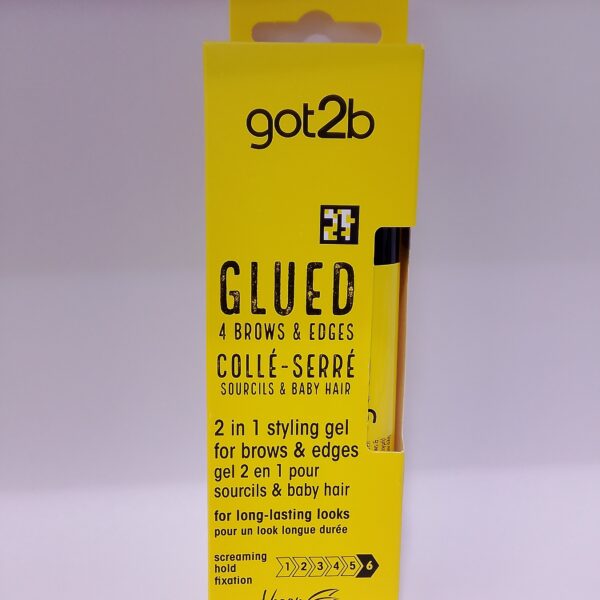 got2b
GLUED
4 BROWS & EDGES
COLLÉ-SERRÉ
SOURCILS & BABY HAIR
2 in 1 styling gel
for brows & edges
gel 2 en 1 pour
sourcils & baby hair
for long-lasting looks
pour un look longue durée
screaming
hold
fixation
1 2 3 4 5 6